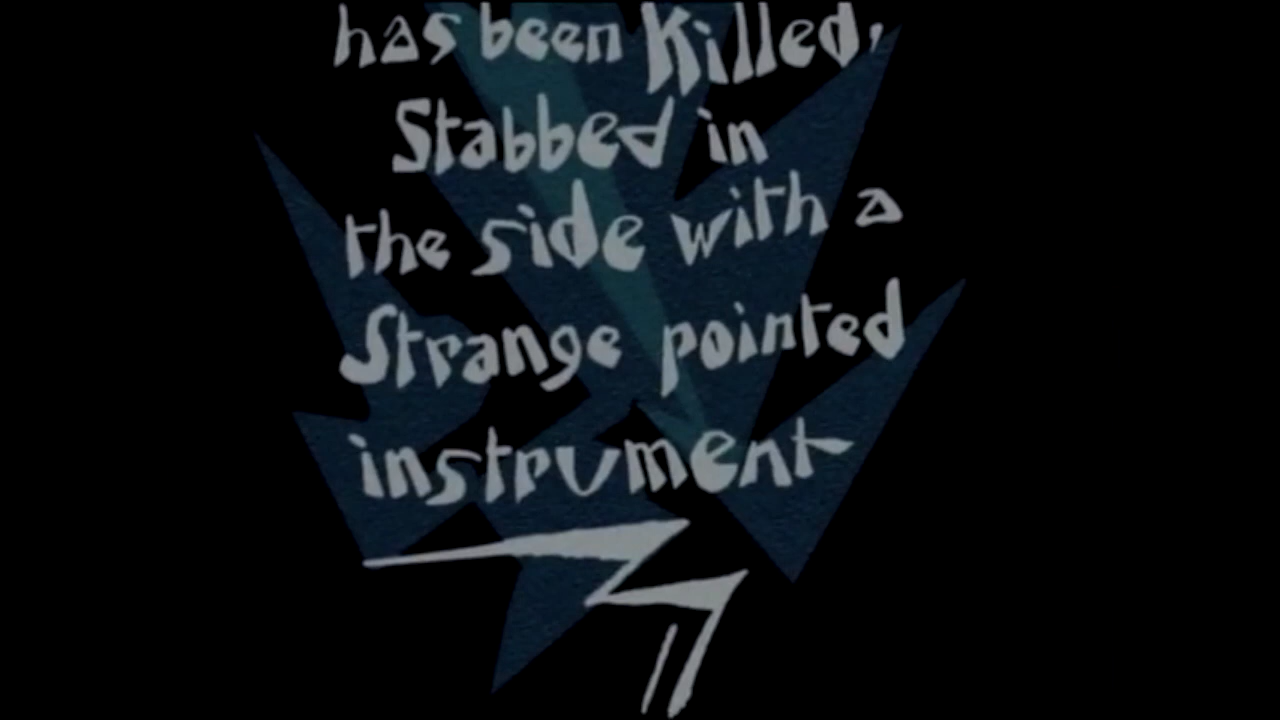 has been Killed,
Stabbed in
the side with a
Strange pointed
instrument